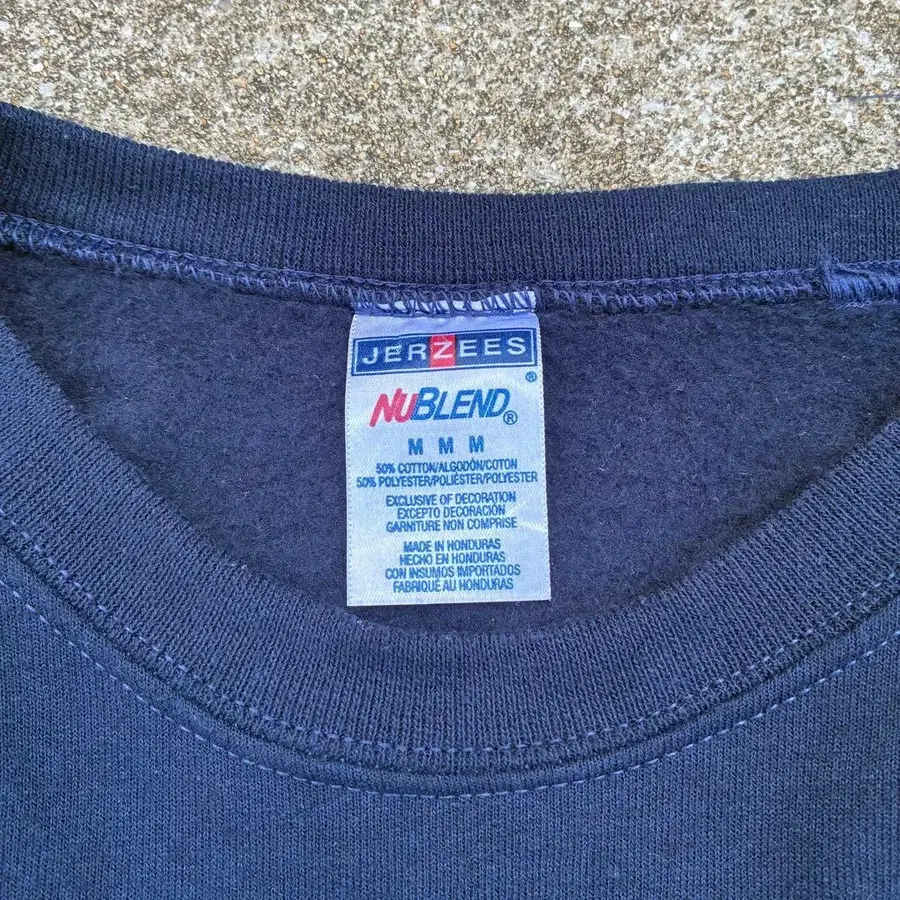 JERZEES
®
NUBLEND®
M M M
50% COTTON/ALGODÓN/COTON
50% POLYESTER/POLIÉSTER/POLYESTER
EXCLUSIVE OF DECORATION
EXCEPTO DECORACIÓN
GARNITURE NON COMPRISE
MADE IN HONDURAS
HECHO EN HONDURAS
CON INSUMOS IMPORTADOS
FABRIQUÉ AU HONDURAS